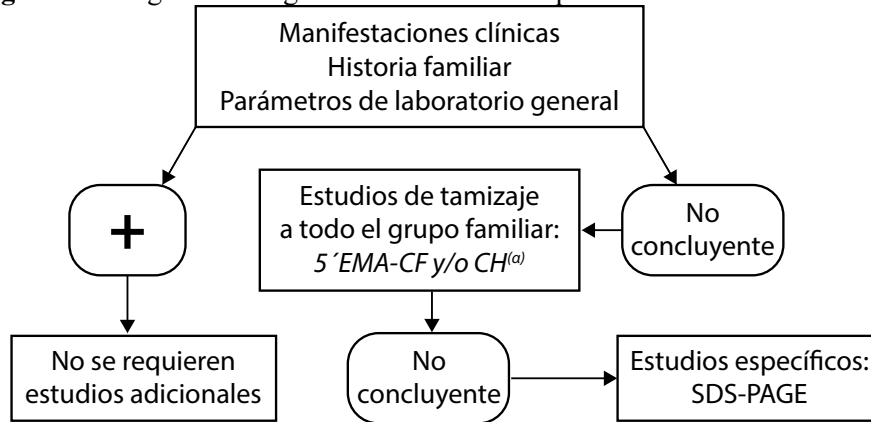 Manifestaciones clínicas
Historia familiar
Parámetros de laboratorio general
+
Estudios de tamizaje
a todo el grupo familiar:
5´EMA-CF y/o CH(a)
No
concluyente
No se requieren
estudios adicionales
No
concluyente
Estudios específicos:
SDS-PAGE